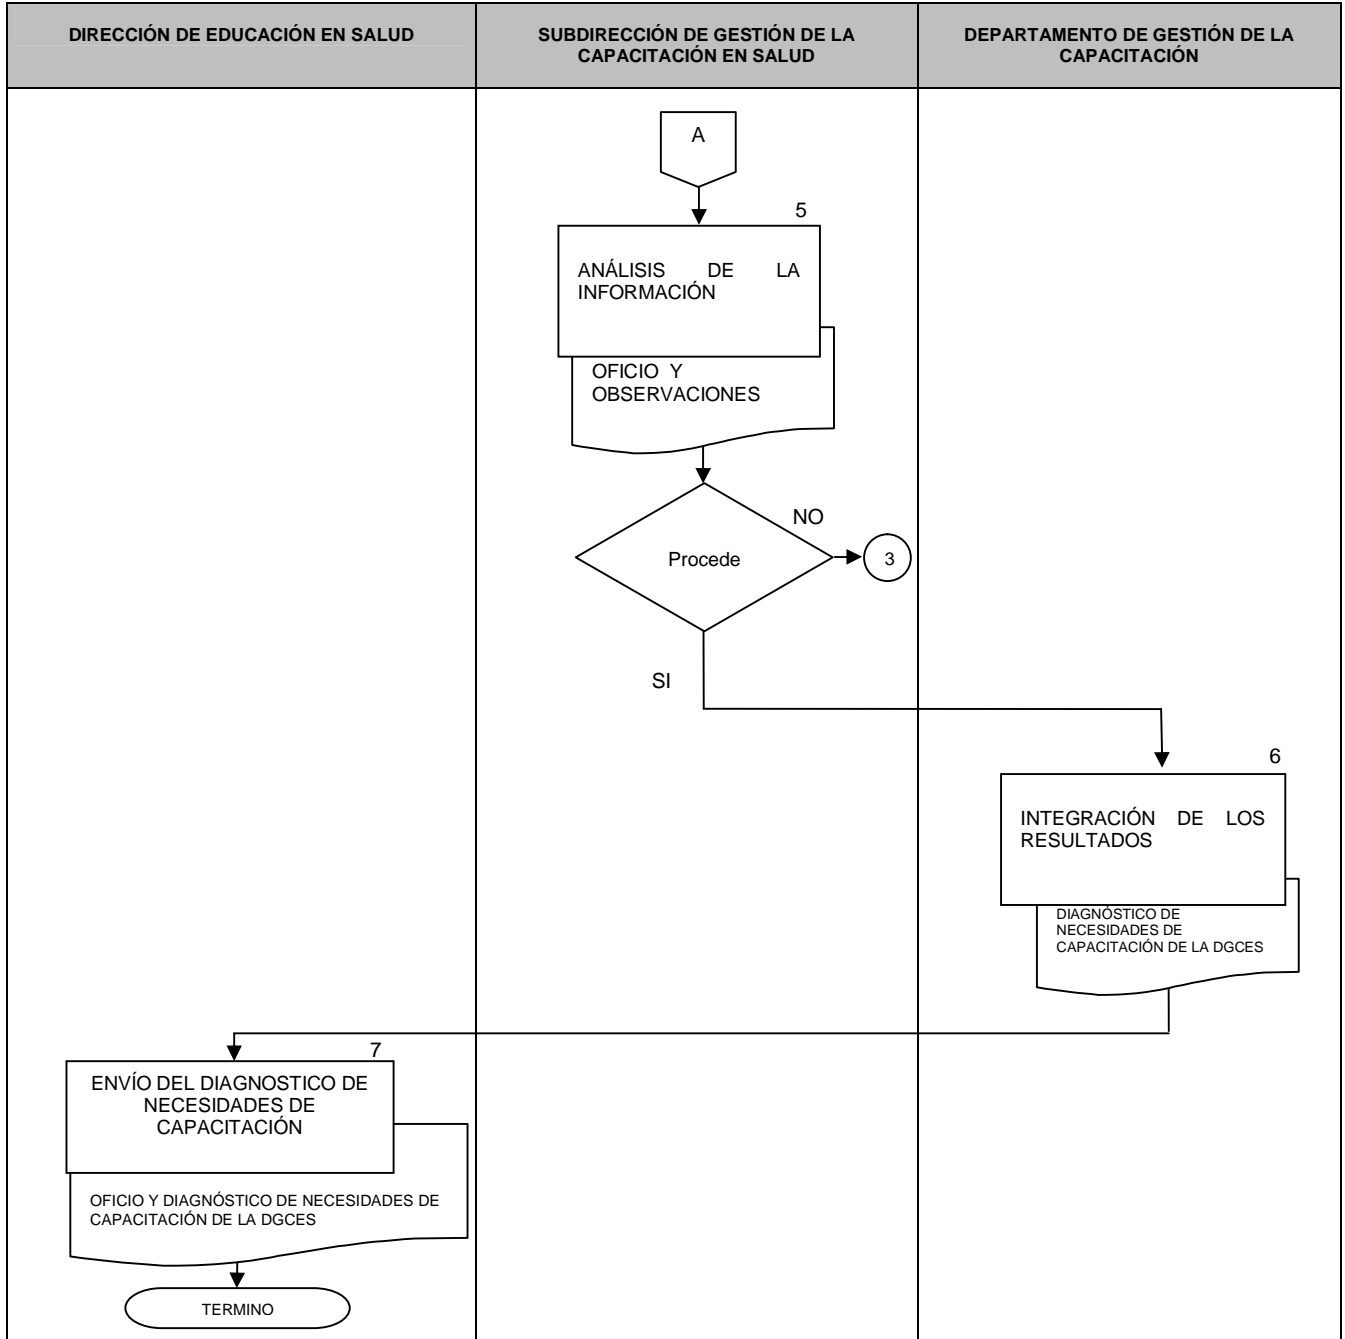 DIRECCIÓN DE EDUCACIÓN EN SALUD
SUBDIRECCIÓN DE GESTIÓN DE LA
CAPACITACIÓN EN SALUD
DEPARTAMENTO DE GESTIÓN DE LA
CAPACITACIÓN
A
5
ANÁLISIS DE LA
INFORMACIÓN
OFICIO Y
OBSERVACIONES
NO
Procede
3
SI
6
INTEGRACIÓN DE LOS
RESULTADOS
DIAGNÓSTICO DE
NECESIDADES DE
CAPACITACIÓN DE LA DGCES
7
ENVÍO DEL DIAGNOSTICO DE
NECESIDADES DE
CAPACITACIÓN
OFICIO Y DIAGNÓSTICO DE NECESIDADES DE
CAPACITACIÓN DE LA DGCES
TERMINO